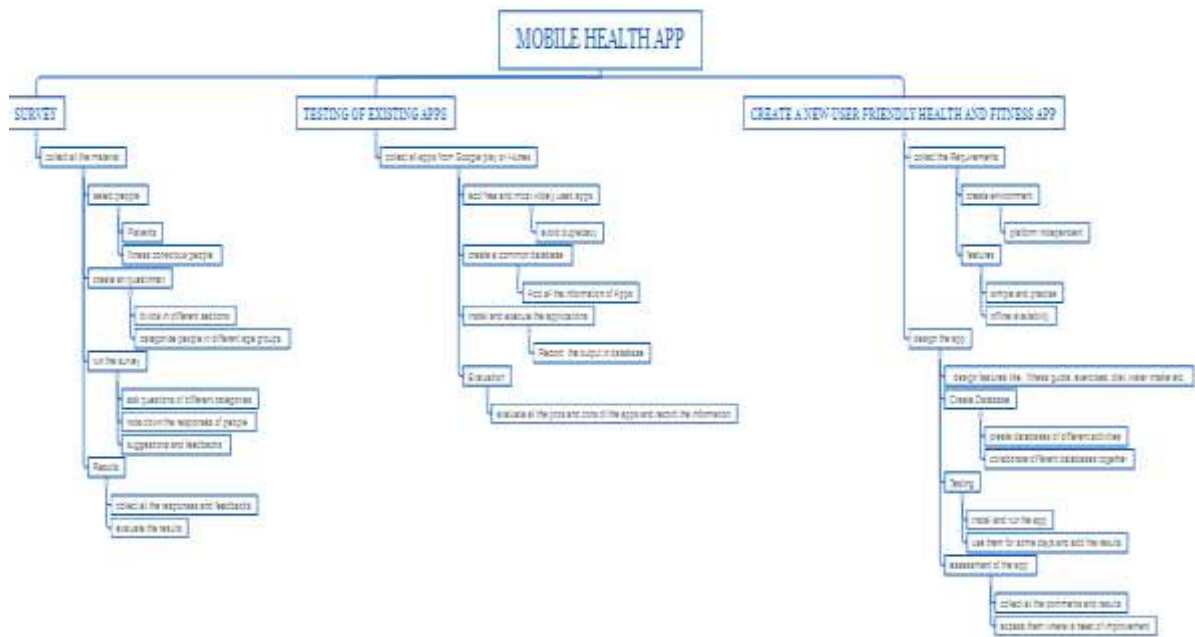 MOBILE HEALTH APP
SURVEY
collect all the material
select people
Patients
fitness conscious people
create an
divide in different sections
categorise people in different age groups
run the survey
ask questions of different categories
note down the responses of people
suggestions and feedbacks
Results
collect all the responses and feedbacks
evaluate the results
TESTING OF EXISTING APPS
collect all apps from Google play or
add free and most widely used apps
avoid
create a common database
Add all the information of Apps
install and execute the applications
Record the output in database
Evaluation
evaluate all the pros and cons of the apps and record the information
CREATE A NEW USER FRIENDLY HEALTH AND FITNESS APP
collect the Requirements
create environment
platform independent
features
simple and precise
offline availability
design the app
design features like fitness guide, exercises, diet, water intake etc.
Create Database
create databases of different activities
collaborate different databases together
Testing
install and run the app
use them for some days and add the results
assessment of the app
collect all the comments and results
them where is need of improvement